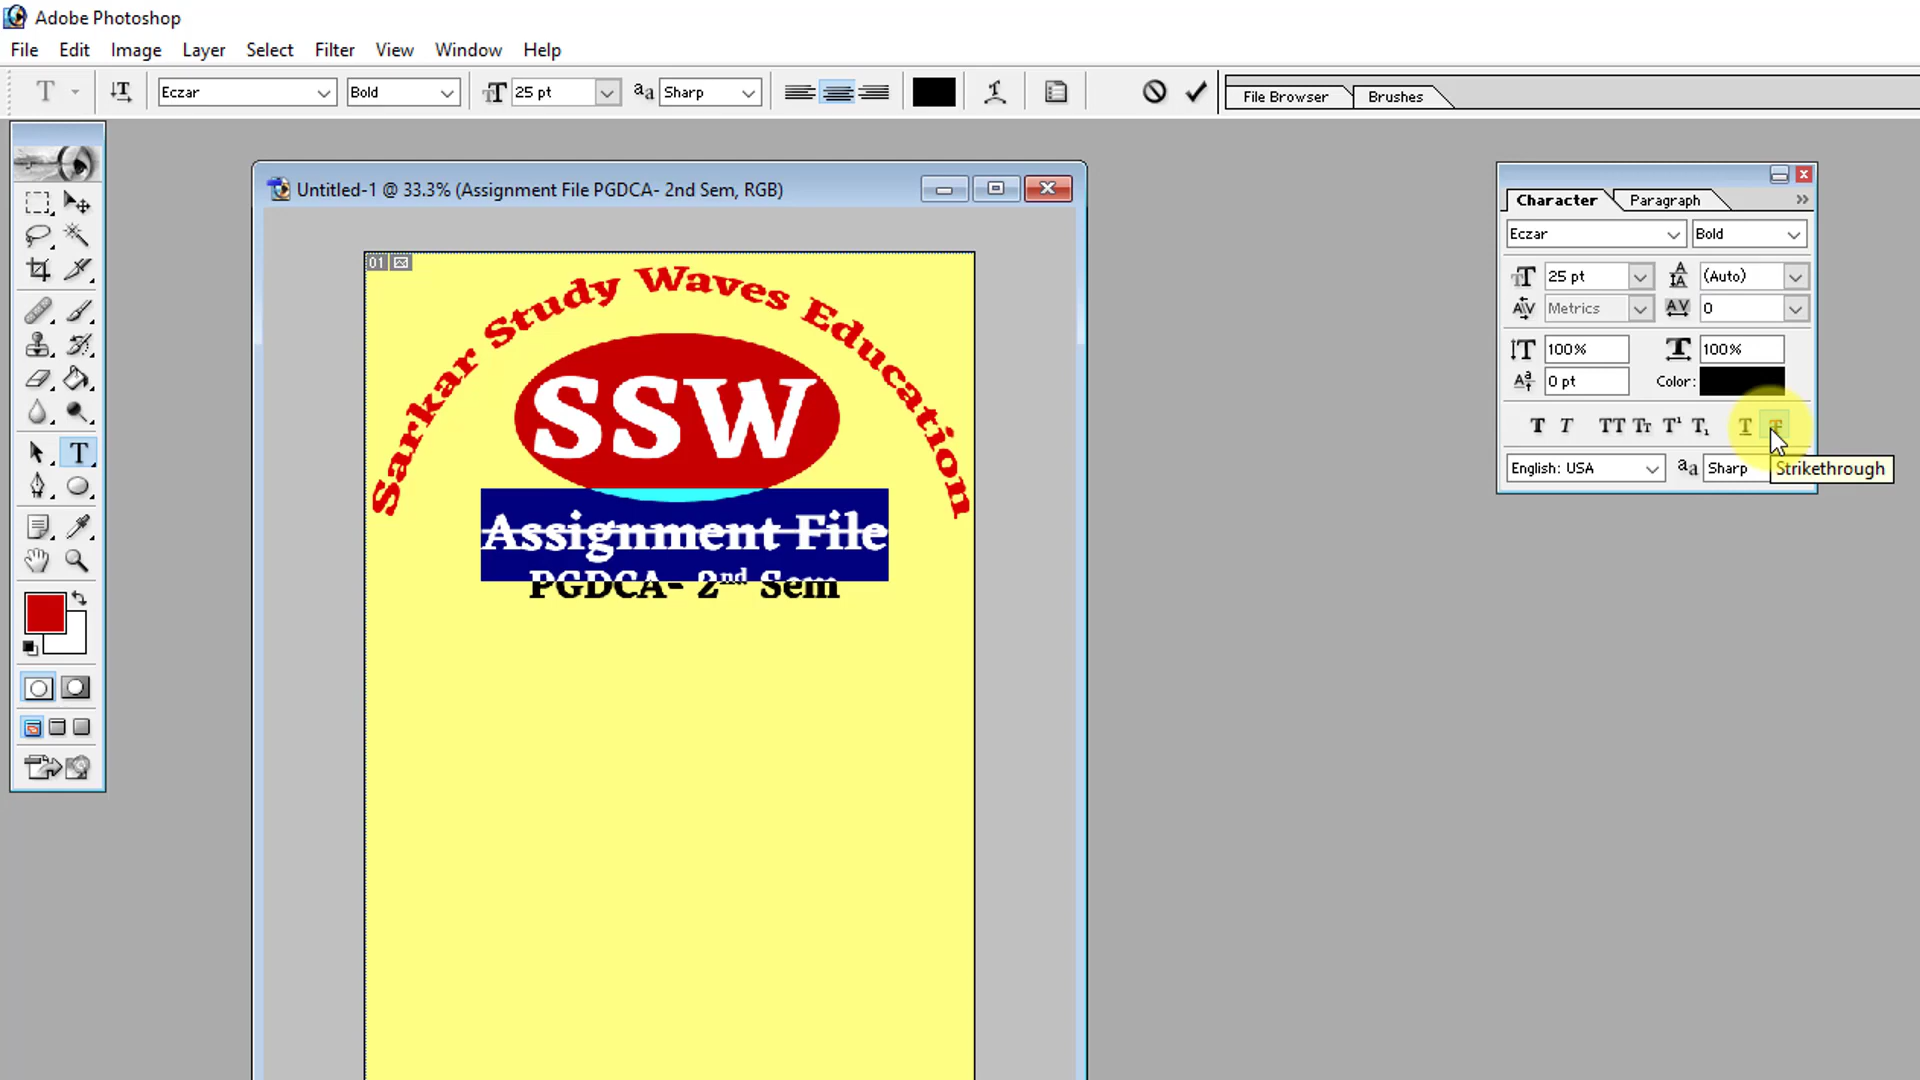 Adobe Photoshop
File Edit Image Layer Select Filter View Window Help
Eczar Bold 25 pt Sharp File Browser Brushes
Untitled-1 @ 33.3% (Assignment File PGDCA- 2nd Sem, RGB)
01
Sarkar Study Waves Education
SSW
Assignment File
PGDCA- 2nd Sem
Character Paragraph
Eczar Bold
25 pt (Auto)
Metrics 0
100% 100%
0 pt Color:
English: USA aa Sharp
Strikethrough